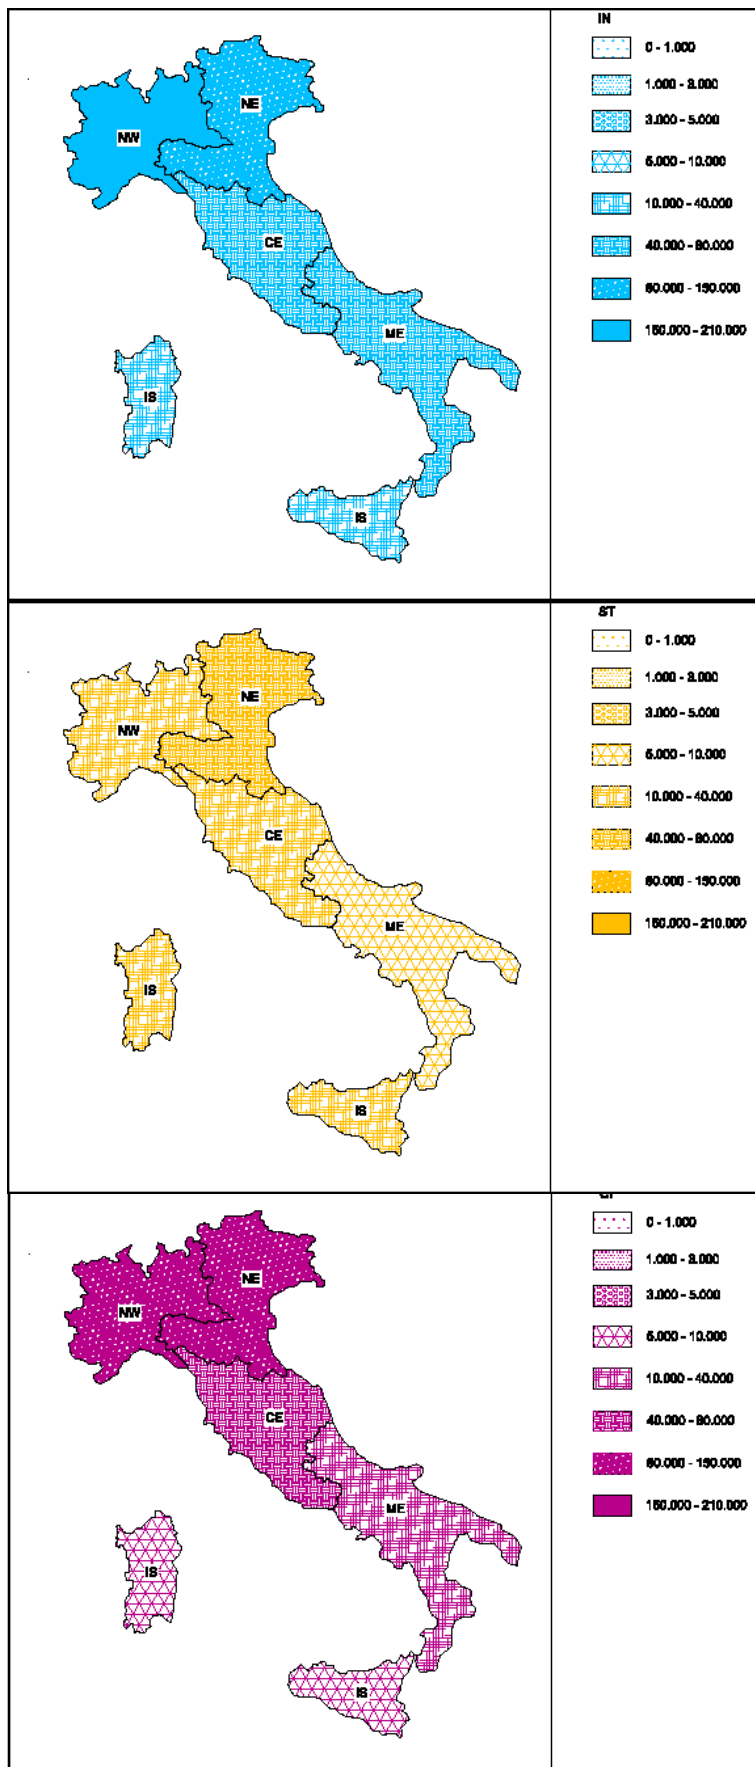 IN
0 - 1.000
1.000 - 3.000
3.000 - 5.000
5.000 - 10.000
10.000 - 40.000
40.000 - 80.000
80.000 - 150.000
150.000 - 210.000
NE
NW
CE
ME
IS
IS
ST
0 - 1.000
1.000 - 3.000
3.000 - 5.000
5.000 - 10.000
10.000 - 40.000
40.000 - 80.000
80.000 - 150.000
150.000 - 210.000
NE
NW
CE
ME
IS
IS
0 - 1.000
1.000 - 3.000
3.000 - 5.000
5.000 - 10.000
10.000 - 40.000
40.000 - 80.000
80.000 - 150.000
150.000 - 210.000
NE
NW
CE
ME
IS
IS